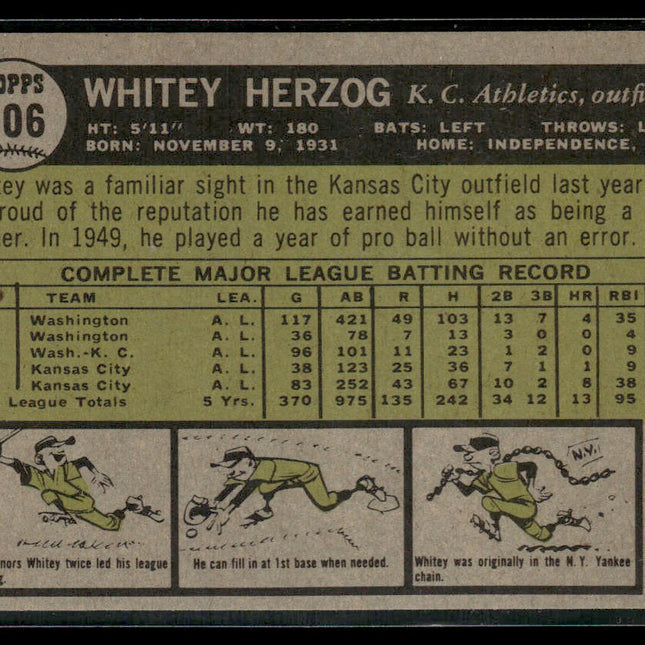 OPPS
06
WHITEY HERZOG K. C. Athletics, outfi
HT: 5'11" WT: 180 BATS: LEFT THROWS: L
BORN: NOVEMBER 9, 1931 HOME: INDEPENDENCE,
tey was a familiar sight in the Kansas City outfield last year
roud of the reputation he has earned himself as being a
er. In 1949, he played a year of pro ball without an error.
COMPLETE MAJOR LEAGUE BATTING RECORD
TEAM LEA. G AB R H 2B 3B HR RBI
Washington A. L. 117 421 49 103 13 7 4 35
Washington A. L. 36 78 7 13 3 0 0 4
Wash.-K. C. A. L. 96 101 11 23 1 2 0 9
Kansas City A. L. 38 123 25 36 7 1 1 9
Kansas City A. L. 83 252 43 67 10 2 8 38
League Totals 5 Yrs. 370 975 135 242 34 12 13 95
N.Y.
nors Whitey twice led his league
g.
He can fill in at 1st base when needed.
Whitey was originally in the N. Y. Yankee
chain.